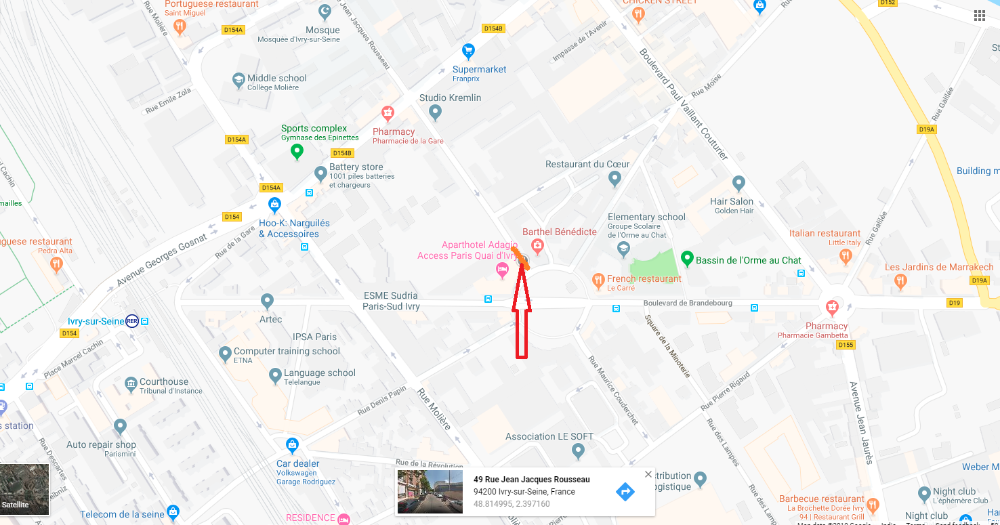 Portuguese restaurant
Saint Miguel
Rue Molière
D154A
Mosque
Mosquée d'Ivry-sur-Seine
Rue Jean Jacques Rousseau
D154B
Supermarket
Franprix
CHICKEN STREET
Impasse de l'Avenir
D152
Boulevard Paul Vaillant Couturier
Rue Moïse
Rue Galilée
D19A
St
Middle school
Collège Molière
Rue Emile Zola
Studio Kremlin
Pharmacy
Pharmacie de la Gare
Sports complex
Gymnase des Epinettes
D154A
D154B
Battery store
1001 piles batteries
et chargeurs
Restaurant du Cœur
Building m
Cachin
D154A
Hair Salon
Golden Hair
D154
Hoo-K: Narguilés
& Accessoires
Elementary school
Groupe Scolaire
de l'Orme au Chat
Rue Galilée
Barthel Bénédicte
Italian restaurant
Little Italy
Pedra Alta
Avenue Georges Gosnat
Rue de la Gare
Aparthotel Adagio
Access Paris Quai d'Ivry
Bassin de l'Orme au Chat
Les Jardins de Marrakech
D19A
French restaurant
Le Carré
ESME Sudria
Paris-Sud Ivry
Boulevard de Brandebourg
D19
Artec
Ivry-sur-Seine
RER
D154
IPSA Paris
Pharmacy
Pharmacie Gambetta
D155
Square de la Minoterie
Place Marcel Cachin
Computer training school
ETNA
Language school
Telelangue
Courthouse
Tribunal d'Instance
Rue Maurice Couderchet
Rue Pierre Rigaud
Rue Denis Papin
Rue Molière
Avenue Jean Jaurès
s station
Auto repair shop
Parismini
Rue Descartes
Association LE SOFT
Rue des Lampes
Car dealer
Volkswagen
Garage Rodriguez
Rue de la Révolution
Weber M
49 Rue Jean Jacques Rousseau
94200 Ivry-sur-Seine, France
48.814995, 2.397160
Night club
L'éphémère Club
Barbecue restaurant
La Brochette Dorée Ivry
94 | Restaurant Grill
Satellite
Telecom de la seine
RESIDENCE
Map data ©2019 Google India Terms Send feedback